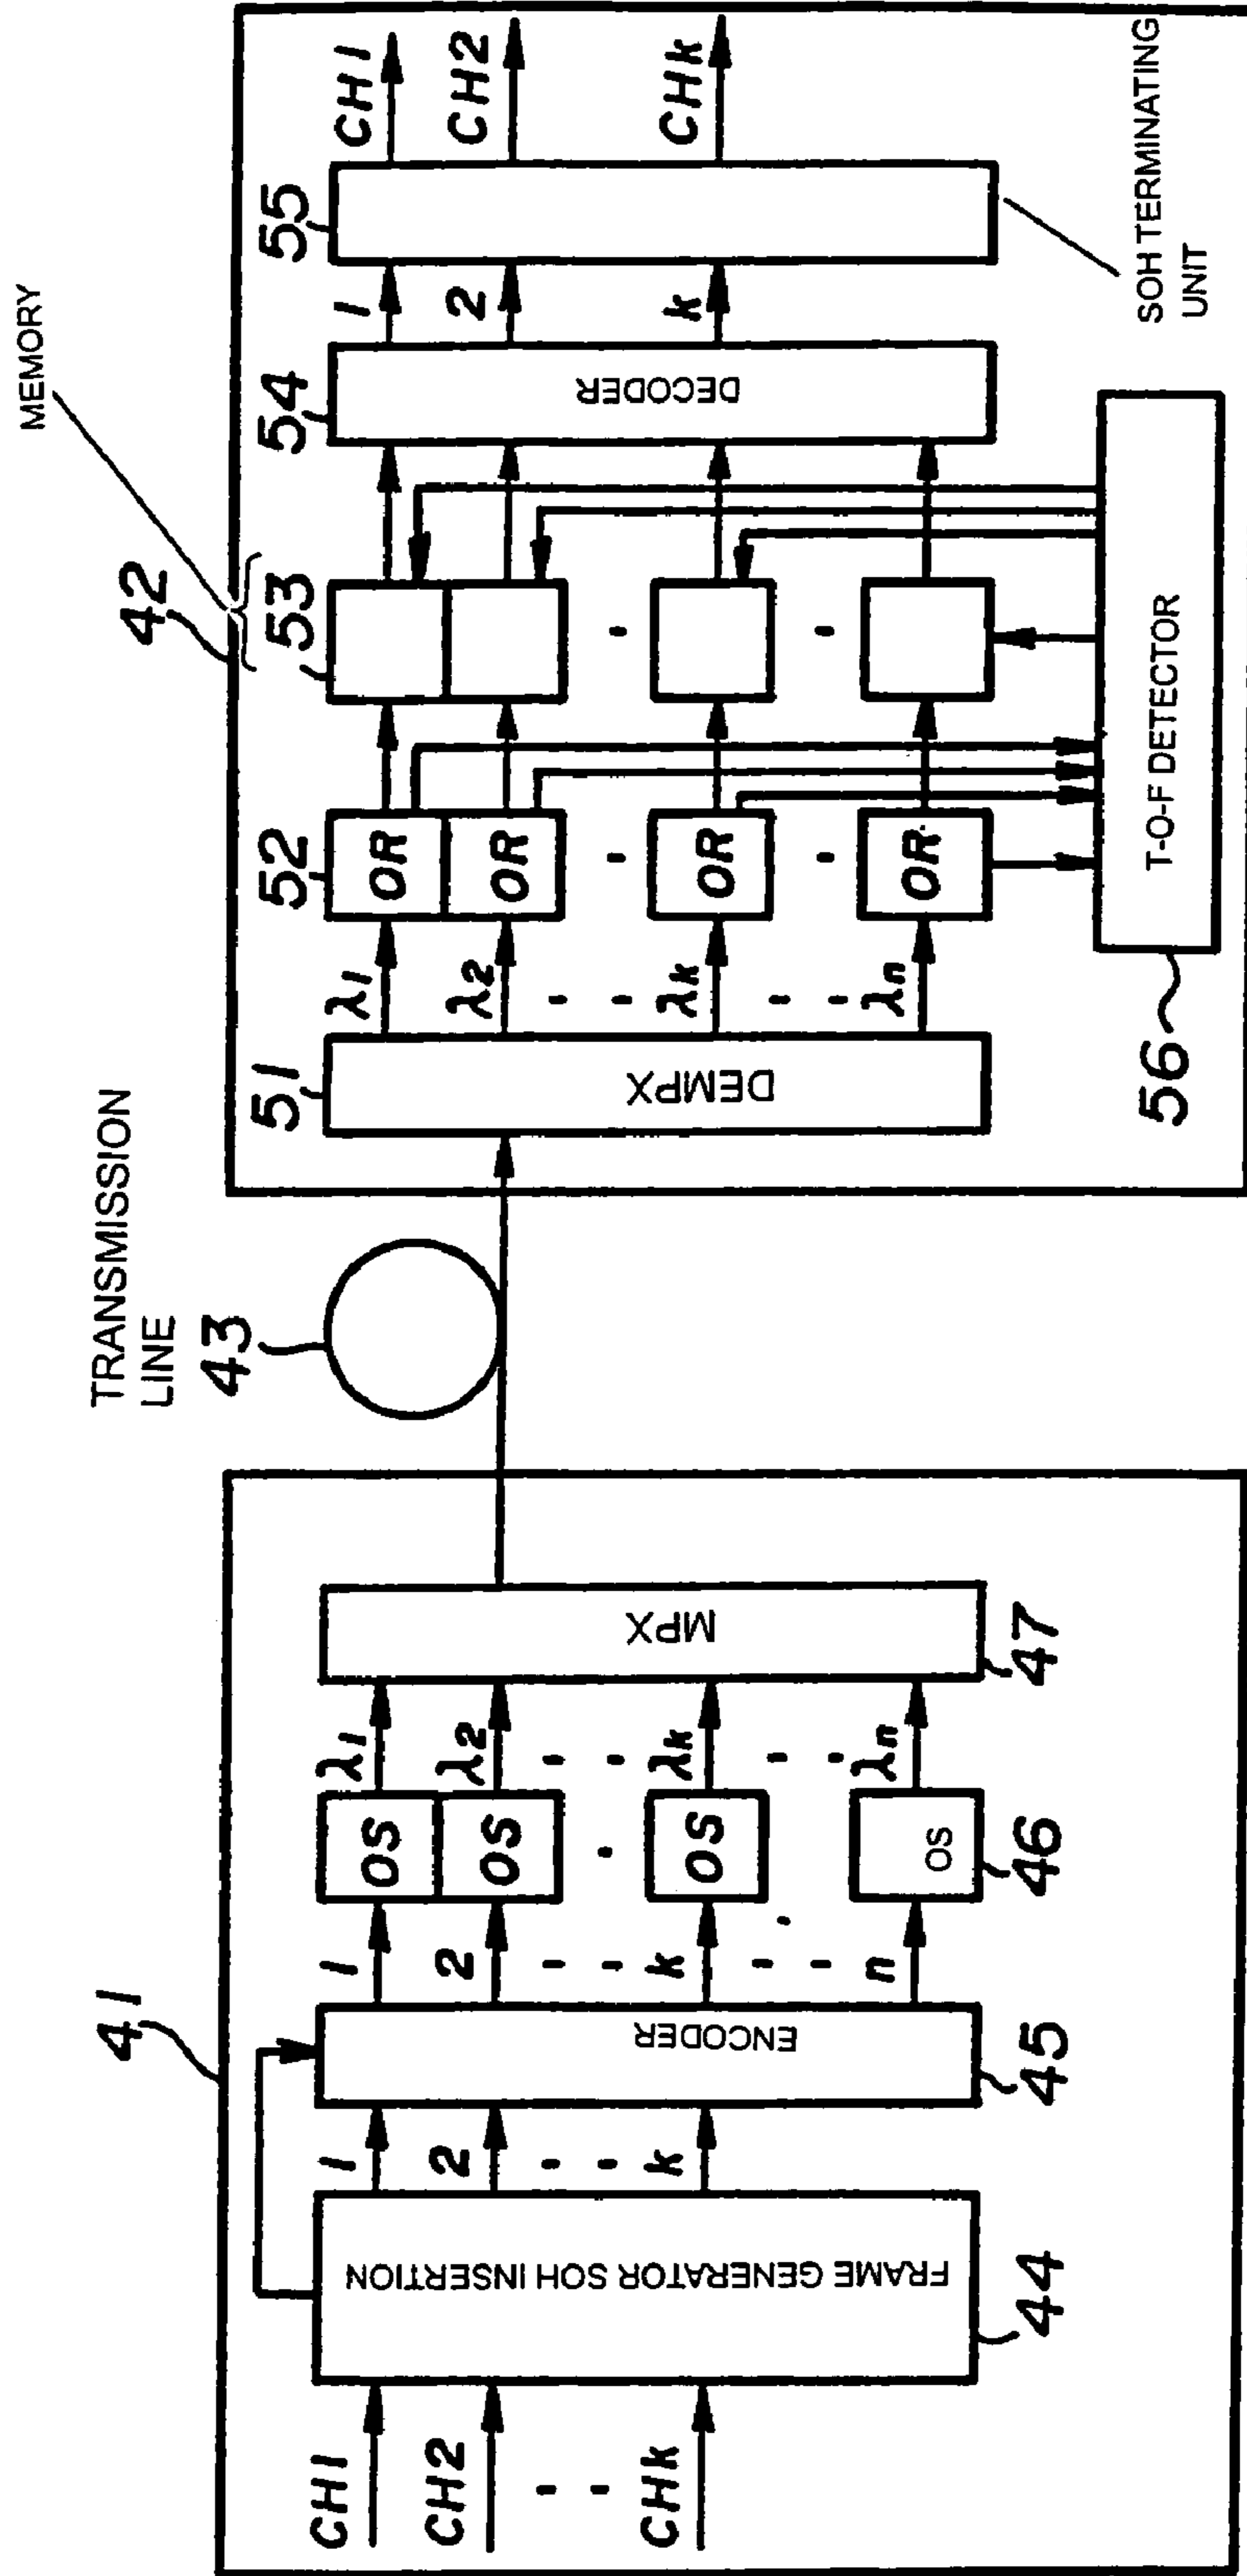 41
CH1
CH2
- -
CHk
FRAME GENERATOR SOH INSERTION
44
1
2
- -
k
ENCODER
45
1
2
- -
k
- -
n
OS
OS
OS
OS
46
λ1
λ2
- -
λk
- -
λn
MPX
47
TRANSMISSION
LINE
43
MEMORY
42
51
DEMPX
λ1
λ2
- -
λk
- -
λn
52
OR
OR
OR
OR
53
54
DECODER
1
2
k
55
CH1
CH2
CHk
SOH TERMINATING
UNIT
T-O-F DETECTOR
56